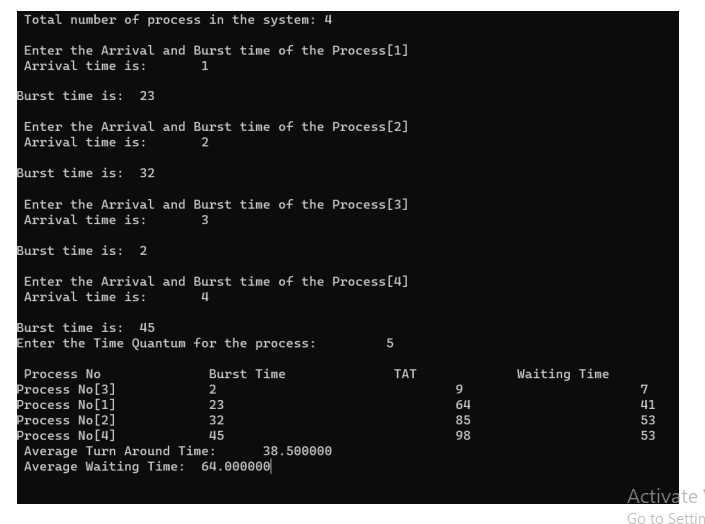 Total number of process in the system: 4
Enter the Arrival and Burst time of the Process[1]
Arrival time is: 1
Burst time is: 23
Enter the Arrival and Burst time of the Process[2]
Arrival time is: 2
Burst time is: 32
Enter the Arrival and Burst time of the Process[3]
Arrival time is: 3
Burst time is: 2
Enter the Arrival and Burst time of the Process[4]
Arrival time is: 4
Burst time is: 45
Enter the Time Quantum for the process: 5
Process No Burst Time TAT Waiting Time
Process No[3] 2 9 7
Process No[1] 23 64 41
Process No[2] 32 85 53
Process No[4] 45 98 53
Average Turn Around Time: 38.500000
Average Waiting Time: 64.000000
Activate
Go to Settin